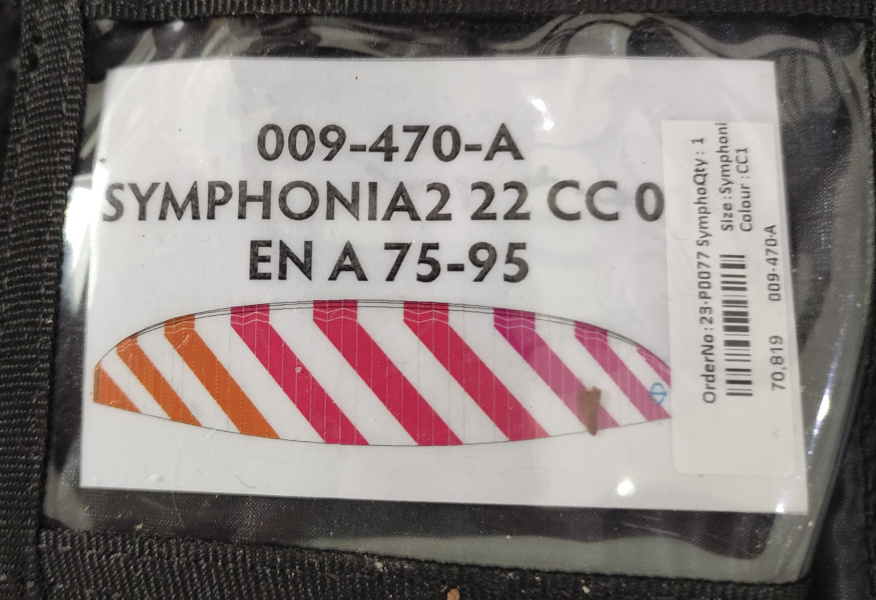 009-470-A
SYMPHONIA2 22 CC 0
EN A 75-95
OrderNo:23-P0077 SymphoQty: 1
Size:Symphoni
Colour:CC1
70,819 009-470-A